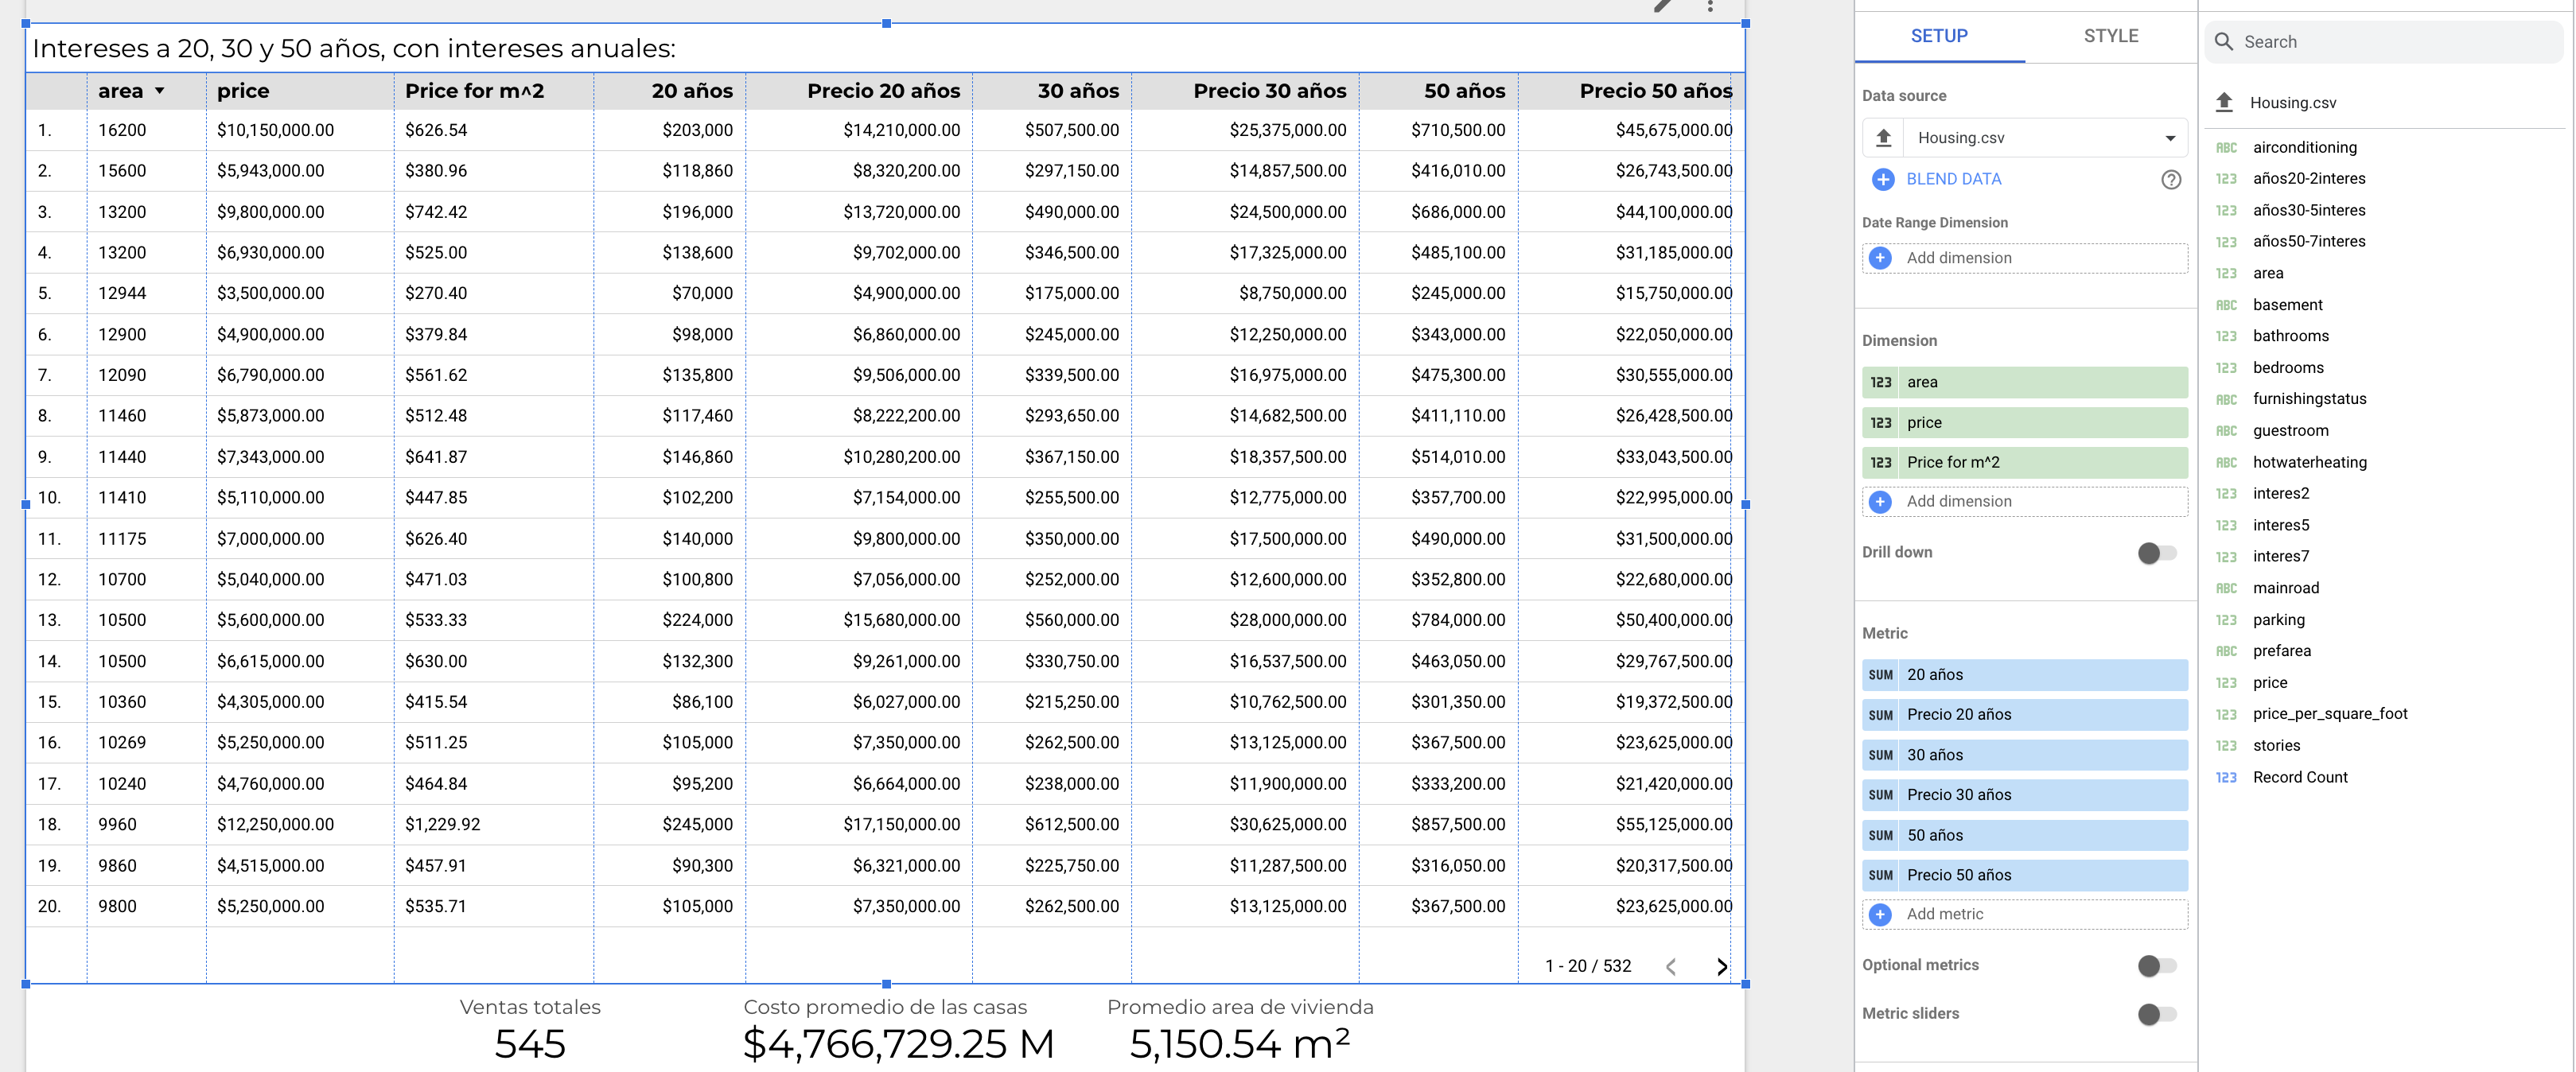 Intereses a 20, 30 y 50 años, con intereses anuales:
area price Price for m^2 20 años Precio 20 años 30 años Precio 30 años 50 años Precio 50 años
1. 16200 $10,150,000.00 $626.54 $203,000 $14,210,000.00 $507,500.00 $25,375,000.00 $710,500.00 $45,675,000.00
2. 15600 $5,943,000.00 $380.96 $118,860 $8,320,200.00 $297,150.00 $14,857,500.00 $416,010.00 $26,743,500.00
3. 13200 $9,800,000.00 $742.42 $196,000 $13,720,000.00 $490,000.00 $24,500,000.00 $686,000.00 $44,100,000.00
4. 13200 $6,930,000.00 $525.00 $138,600 $9,702,000.00 $346,500.00 $17,325,000.00 $485,100.00 $31,185,000.00
5. 12944 $3,500,000.00 $270.40 $70,000 $4,900,000.00 $175,000.00 $8,750,000.00 $245,000.00 $15,750,000.00
6. 12900 $4,900,000.00 $379.84 $98,000 $6,860,000.00 $245,000.00 $12,250,000.00 $343,000.00 $22,050,000.00
7. 12090 $6,790,000.00 $561.62 $135,800 $9,506,000.00 $339,500.00 $16,975,000.00 $475,300.00 $30,555,000.00
8. 11460 $5,873,000.00 $512.48 $117,460 $8,222,200.00 $293,650.00 $14,682,500.00 $411,110.00 $26,428,500.00
9. 11440 $7,343,000.00 $641.87 $146,860 $10,280,200.00 $367,150.00 $18,357,500.00 $514,010.00 $33,043,500.00
10. 11410 $5,110,000.00 $447.85 $102,200 $7,154,000.00 $255,500.00 $12,775,000.00 $357,700.00 $22,995,000.00
11. 11175 $7,000,000.00 $626.40 $140,000 $9,800,000.00 $350,000.00 $17,500,000.00 $490,000.00 $31,500,000.00
12. 10700 $5,040,000.00 $471.03 $100,800 $7,056,000.00 $252,000.00 $12,600,000.00 $352,800.00 $22,680,000.00
13. 10500 $5,600,000.00 $533.33 $224,000 $15,680,000.00 $560,000.00 $28,000,000.00 $784,000.00 $50,400,000.00
14. 10500 $6,615,000.00 $630.00 $132,300 $9,261,000.00 $330,750.00 $16,537,500.00 $463,050.00 $29,767,500.00
15. 10360 $4,305,000.00 $415.54 $86,100 $6,027,000.00 $215,250.00 $10,762,500.00 $301,350.00 $19,372,500.00
16. 10269 $5,250,000.00 $511.25 $105,000 $7,350,000.00 $262,500.00 $13,125,000.00 $367,500.00 $23,625,000.00
17. 10240 $4,760,000.00 $464.84 $95,200 $6,664,000.00 $238,000.00 $11,900,000.00 $333,200.00 $21,420,000.00
18. 9960 $12,250,000.00 $1,229.92 $245,000 $17,150,000.00 $612,500.00 $30,625,000.00 $857,500.00 $55,125,000.00
19. 9860 $4,515,000.00 $457.91 $90,300 $6,321,000.00 $225,750.00 $11,287,500.00 $316,050.00 $20,317,500.00
20. 9800 $5,250,000.00 $535.71 $105,000 $7,350,000.00 $262,500.00 $13,125,000.00 $367,500.00 $23,625,000.00
1 - 20 / 532
Ventas totales
545
Costo promedio de las casas
$4,766,729.25 M
Promedio area de vivienda
5,150.54 m²
SETUP STYLE
Data source
Housing.csv
BLEND DATA
Date Range Dimension
Add dimension
Dimension
123 area
123 price
123 Price for m^2
Add dimension
Drill down
Metric
SUM 20 años
SUM Precio 20 años
SUM 30 años
SUM Precio 30 años
SUM 50 años
SUM Precio 50 años
Add metric
Optional metrics
Metric sliders
Search
Housing.csv
ABC airconditioning
123 años20-2interes
123 años30-5interes
123 años50-7interes
123 area
ABC basement
123 bathrooms
123 bedrooms
ABC furnishingstatus
ABC guestroom
ABC hotwaterheating
123 interes2
123 interes5
123 interes7
ABC mainroad
123 parking
ABC prefarea
123 price
123 price_per_square_foot
123 stories
123 Record Count